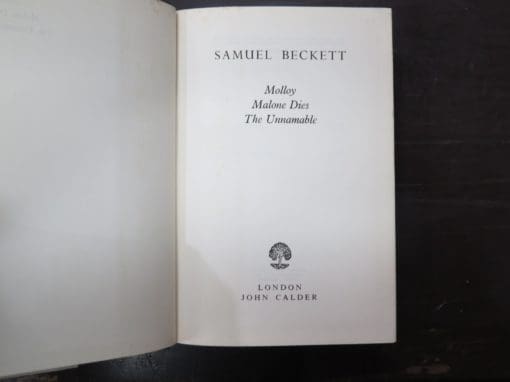 SAMUEL BECKETT
Molloy
Malone Dies
The Unnamable
LONDON
JOHN CALDER